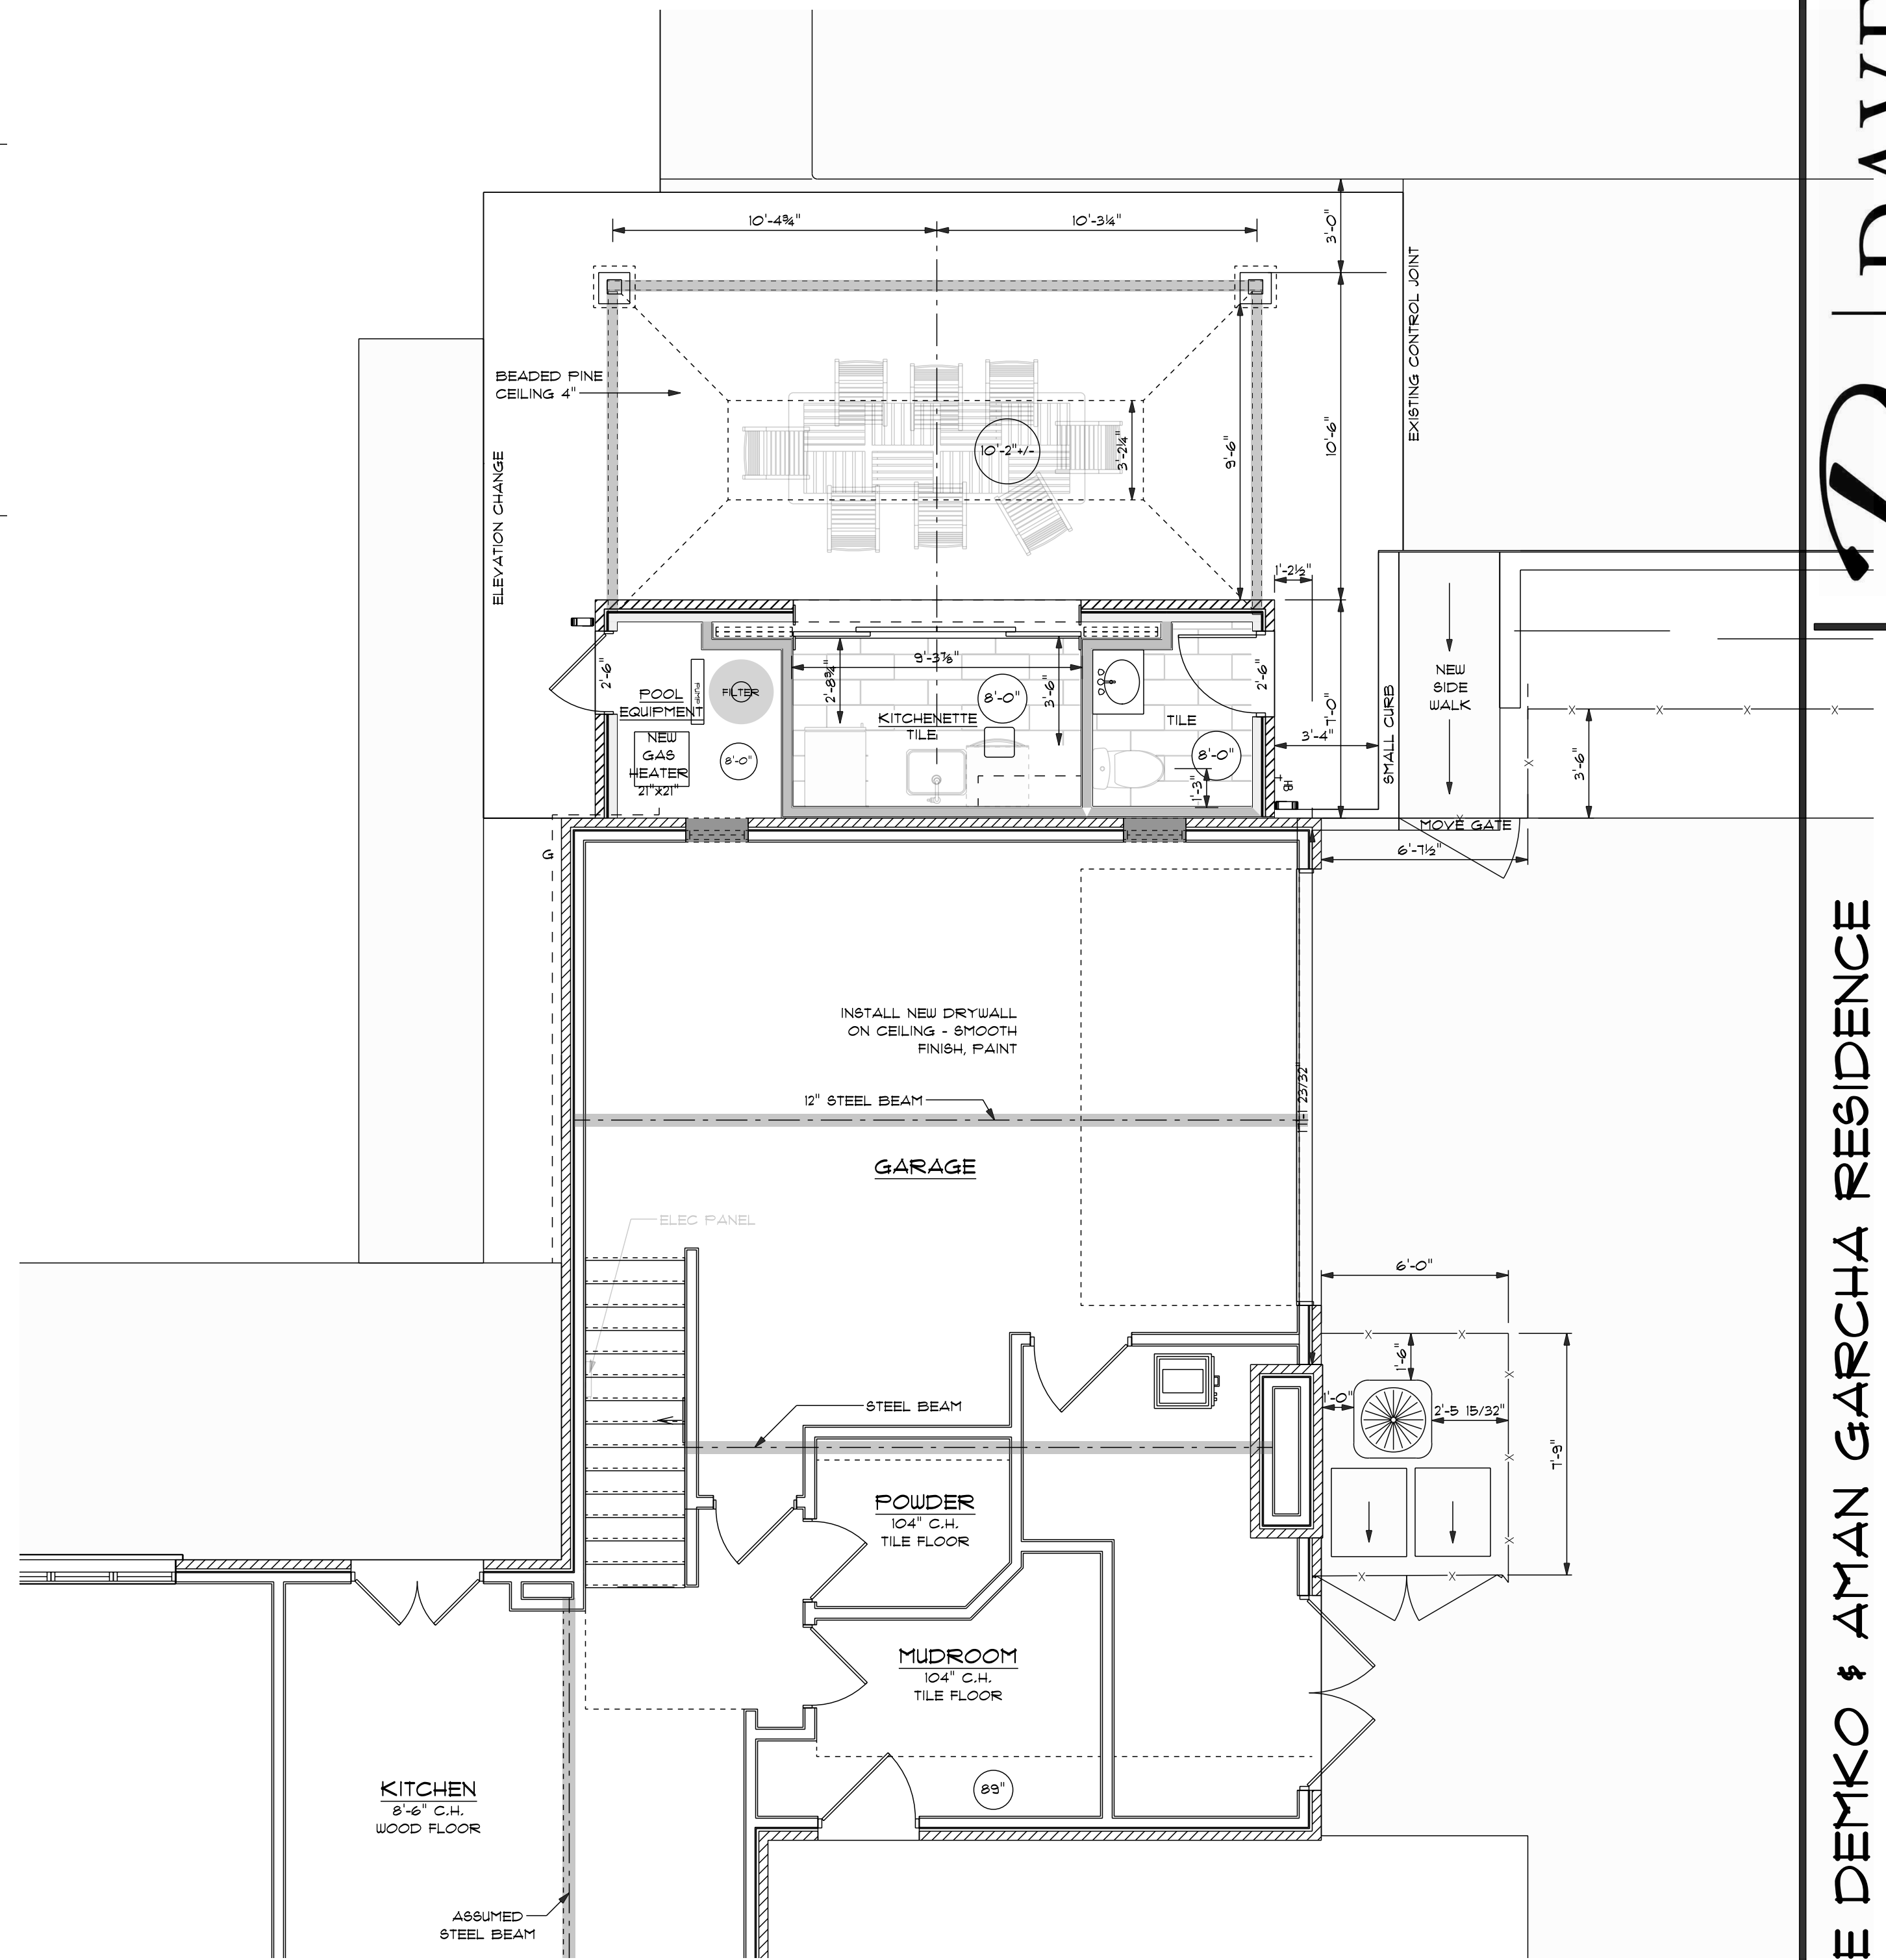 10'-4¾"
10'-3¼"
3'-0"
EXISTING CONTROL JOINT
BEADED PINE
CEILING 4"
10'-2"+/-
3'-2¼"
9'-6"
10'-6"
ELEVATION CHANGE
1'-2½"
2'-6"
POOL
EQUIPMENT
PUMP
FILTER
NEW
GAS
HEATER
21"x21"
8'-0"
9'-3⅞"
2'-8¾"
8'-0"
3'-6"
KITCHENETTE
TILE
TILE
8'-0"
1'-3"
2'-6"
7'-0"
3'-4"
HB
SMALL CURB
NEW
SIDE
WALK
3'-6"
MOVE GATE
6'-7½"
G
INSTALL NEW DRYWALL
ON CEILING - SMOOTH
FINISH, PAINT
12" STEEL BEAM
GARAGE
ELEC PANEL
6'-0"
1'-6"
1'-0"
2'-5 15/32"
7'-9"
STEEL BEAM
POWDER
104" C.H.
TILE FLOOR
MUDROOM
104" C.H.
TILE FLOOR
89"
KITCHEN
8'-6" C.H.
WOOD FLOOR
ASSUMED
STEEL BEAM
DEMKO & AMAN GARCHA RESIDENCE